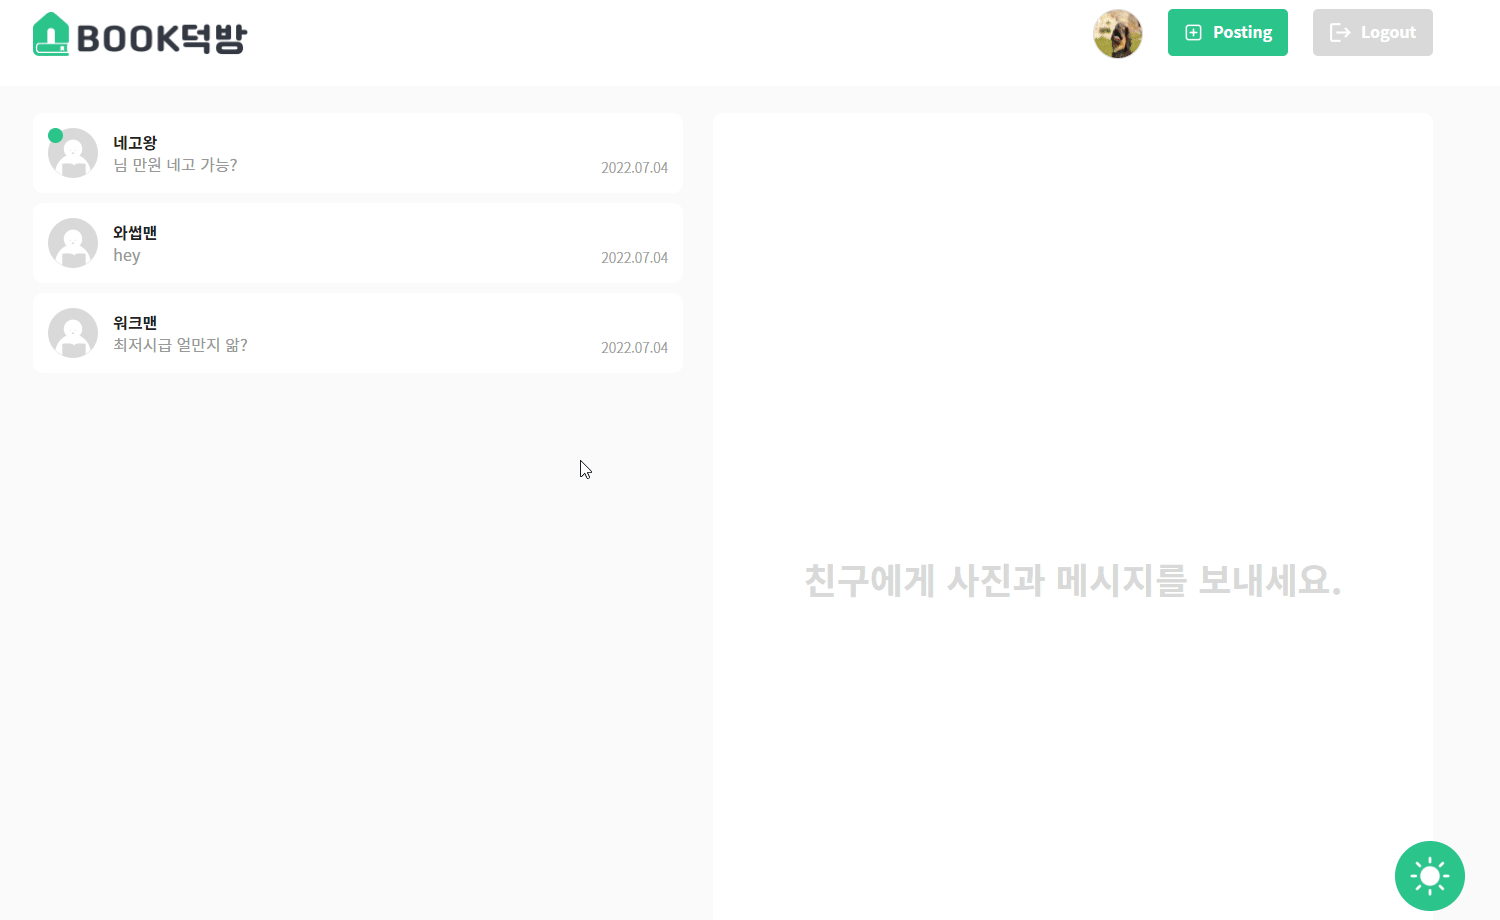 BOOK덕방
Posting
Logout
네고왕
님 만원 네고 가능?
2022.07.04
와썹맨
hey
2022.07.04
워크맨
최저시급 얼만지 앎?
2022.07.04
친구에게 사진과 메시지를 보내세요.